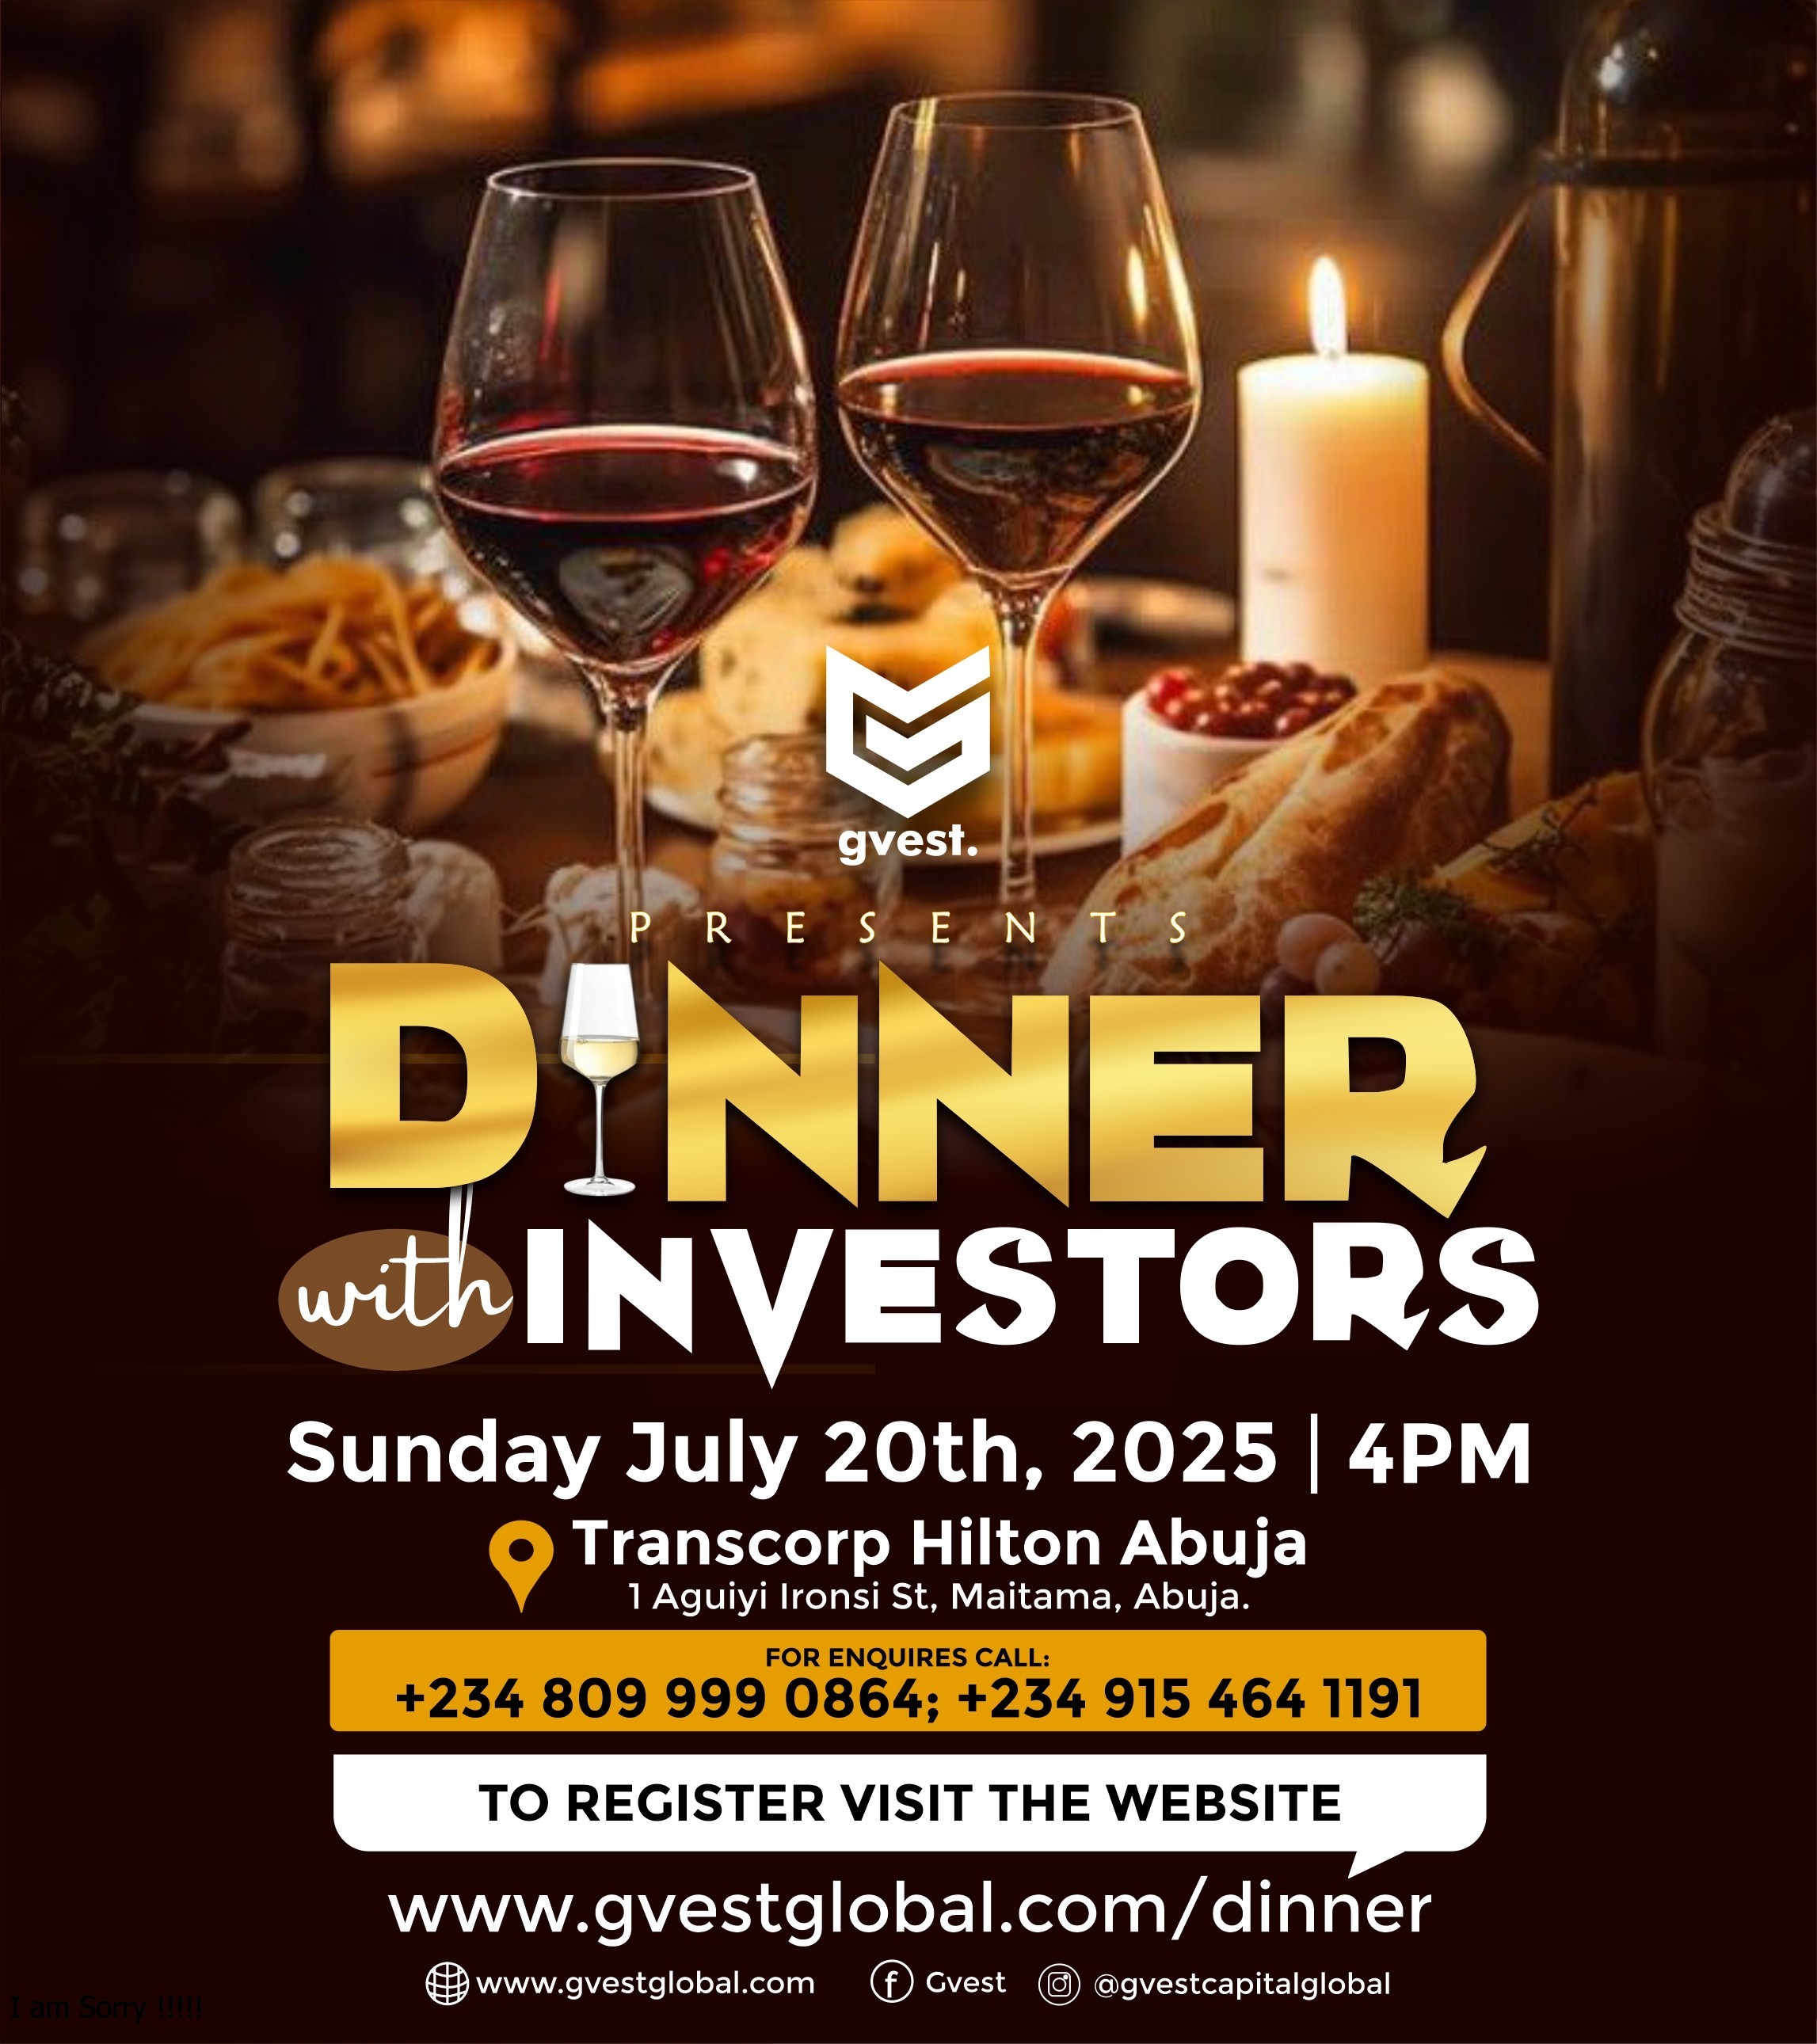 gvest.
PRESENTS
DINNER
with INVESTORS
Sunday July 20th, 2025 | 4PM
Transcorp Hilton Abuja
1 Aguiyi Ironsi St, Maitama, Abuja.
FOR ENQUIRES CALL:
+234 809 999 0864; +234 915 464 1191
TO REGISTER VISIT THE WEBSITE
www.gvestglobal.com/dinner
www.gvestglobal.com Gvest @gvestcapitalglobal
I am Sorry !!!!!